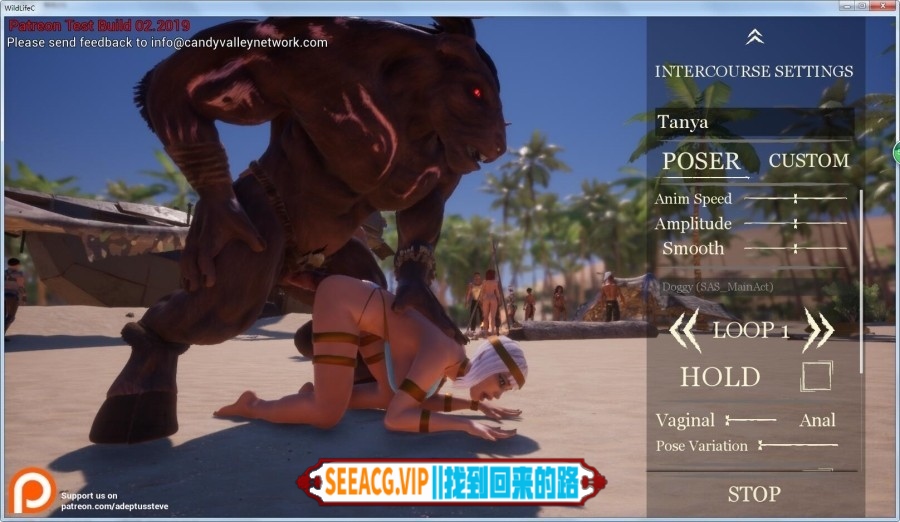 WildLifeC
Patreon Test Build 02.2019
Please send feedback to info@candyvalleynetwork.com
INTERCOURSE SETTINGS
Tanya
POSER CUSTOM
Anim Speed
Amplitude
Smooth
Doggy (SAS_MainAct)
LOOP 1
HOLD
Vaginal Anal
Pose Variation
STOP
Support us on
patreon.com/adeptussteve
SEEACG.VIP ||找到回来的路